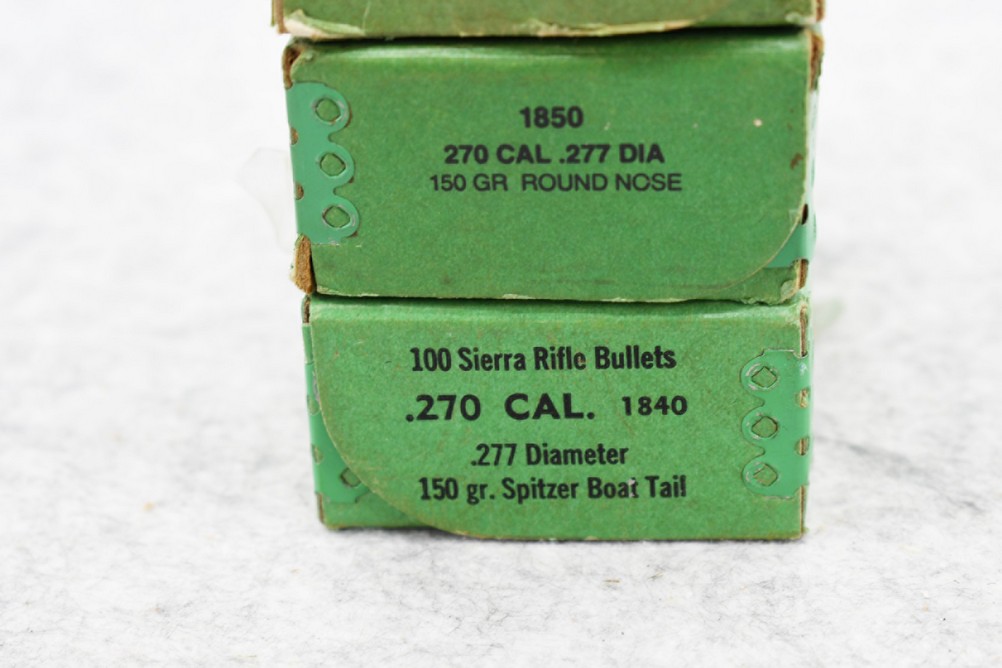 1850
270 CAL .277 DIA
150 GR ROUND NOSE
100 Sierra Rifle Bullets
.270 CAL. 1840
.277 Diameter
150 gr. Spitzer Boat Tail